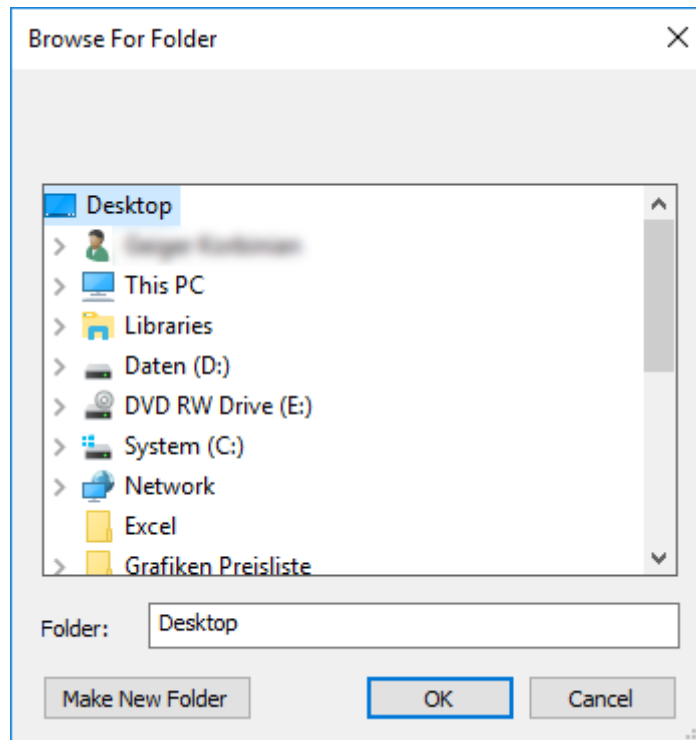 Browse For Folder
Desktop
This PC
Libraries
Daten (D:)
DVD RW Drive (E:)
System (C:)
Network
Excel
Grafiken Preisliste
Folder: Desktop
Make New Folder OK Cancel